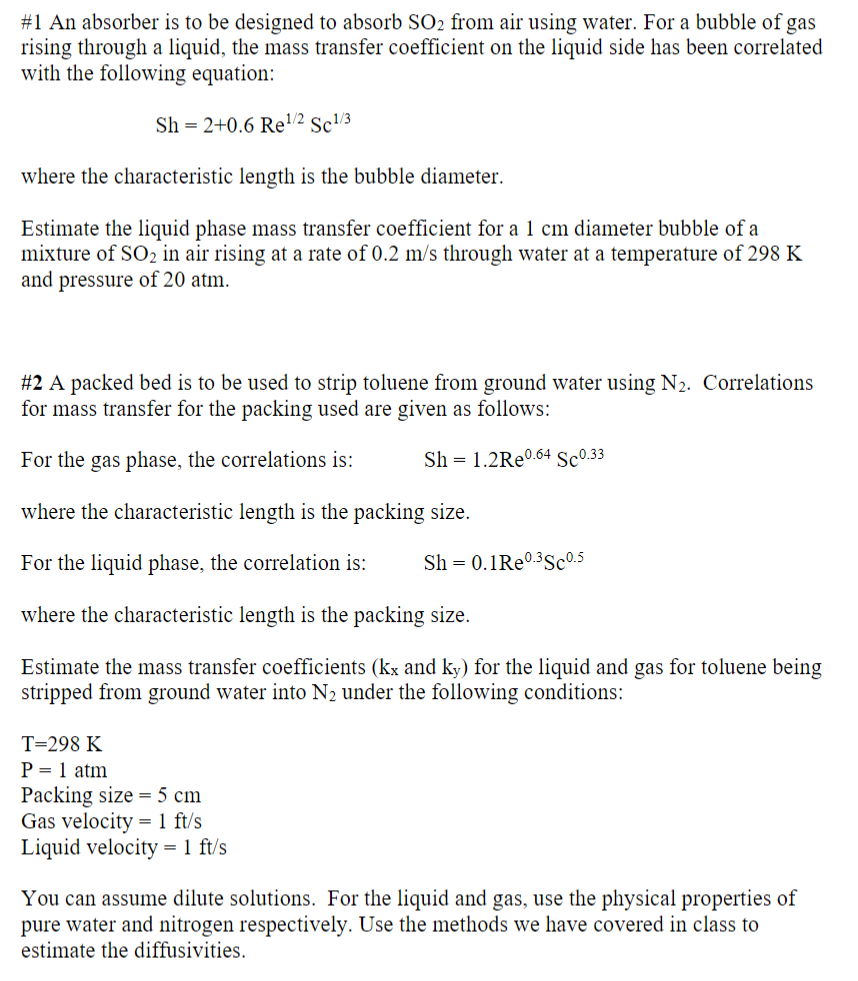 #1 An absorber is to be designed to absorb SO₂ from air using water. For a bubble of gas
rising through a liquid, the mass transfer coefficient on the liquid side has been correlated
with the following equation:
Sh = 2+0.6 Re^1/2 Sc^1/3
where the characteristic length is the bubble diameter.
Estimate the liquid phase mass transfer coefficient for a 1 cm diameter bubble of a
mixture of SO₂ in air rising at a rate of 0.2 m/s through water at a temperature of 298 K
and pressure of 20 atm.
#2 A packed bed is to be used to strip toluene from ground water using N₂. Correlations
for mass transfer for the packing used are given as follows:
For the gas phase, the correlations is: Sh = 1.2Re^0.64 Sc^0.33
where the characteristic length is the packing size.
For the liquid phase, the correlation is: Sh = 0.1Re^0.3Sc^0.5
where the characteristic length is the packing size.
Estimate the mass transfer coefficients (kₓ and k_y) for the liquid and gas for toluene being
stripped from ground water into N₂ under the following conditions:
T=298 K
P = 1 atm
Packing size = 5 cm
Gas velocity = 1 ft/s
Liquid velocity = 1 ft/s
You can assume dilute solutions. For the liquid and gas, use the physical properties of
pure water and nitrogen respectively. Use the methods we have covered in class to
estimate the diffusivities.